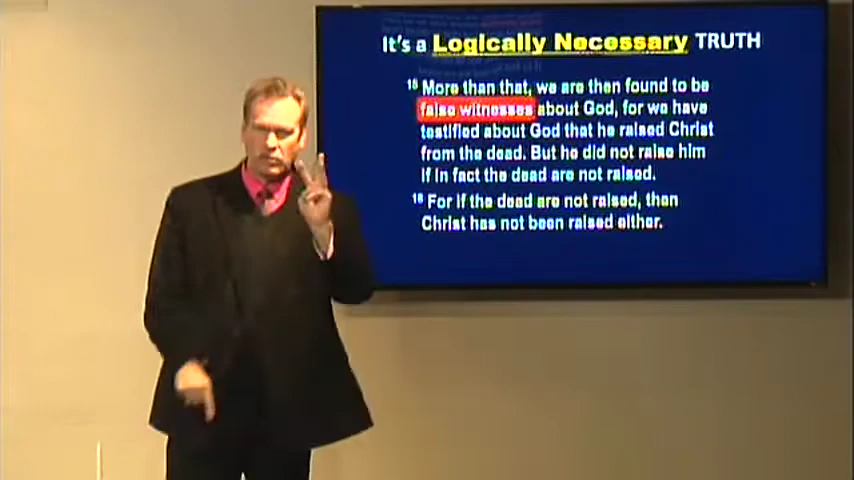 It's a Logically Necessary TRUTH
15 More than that, we are then found to be
false witnesses about God, for we have
testified about God that he raised Christ
from the dead. But he did not raise him
if in fact the dead are not raised.
16 For if the dead are not raised, then
Christ has not been raised either.